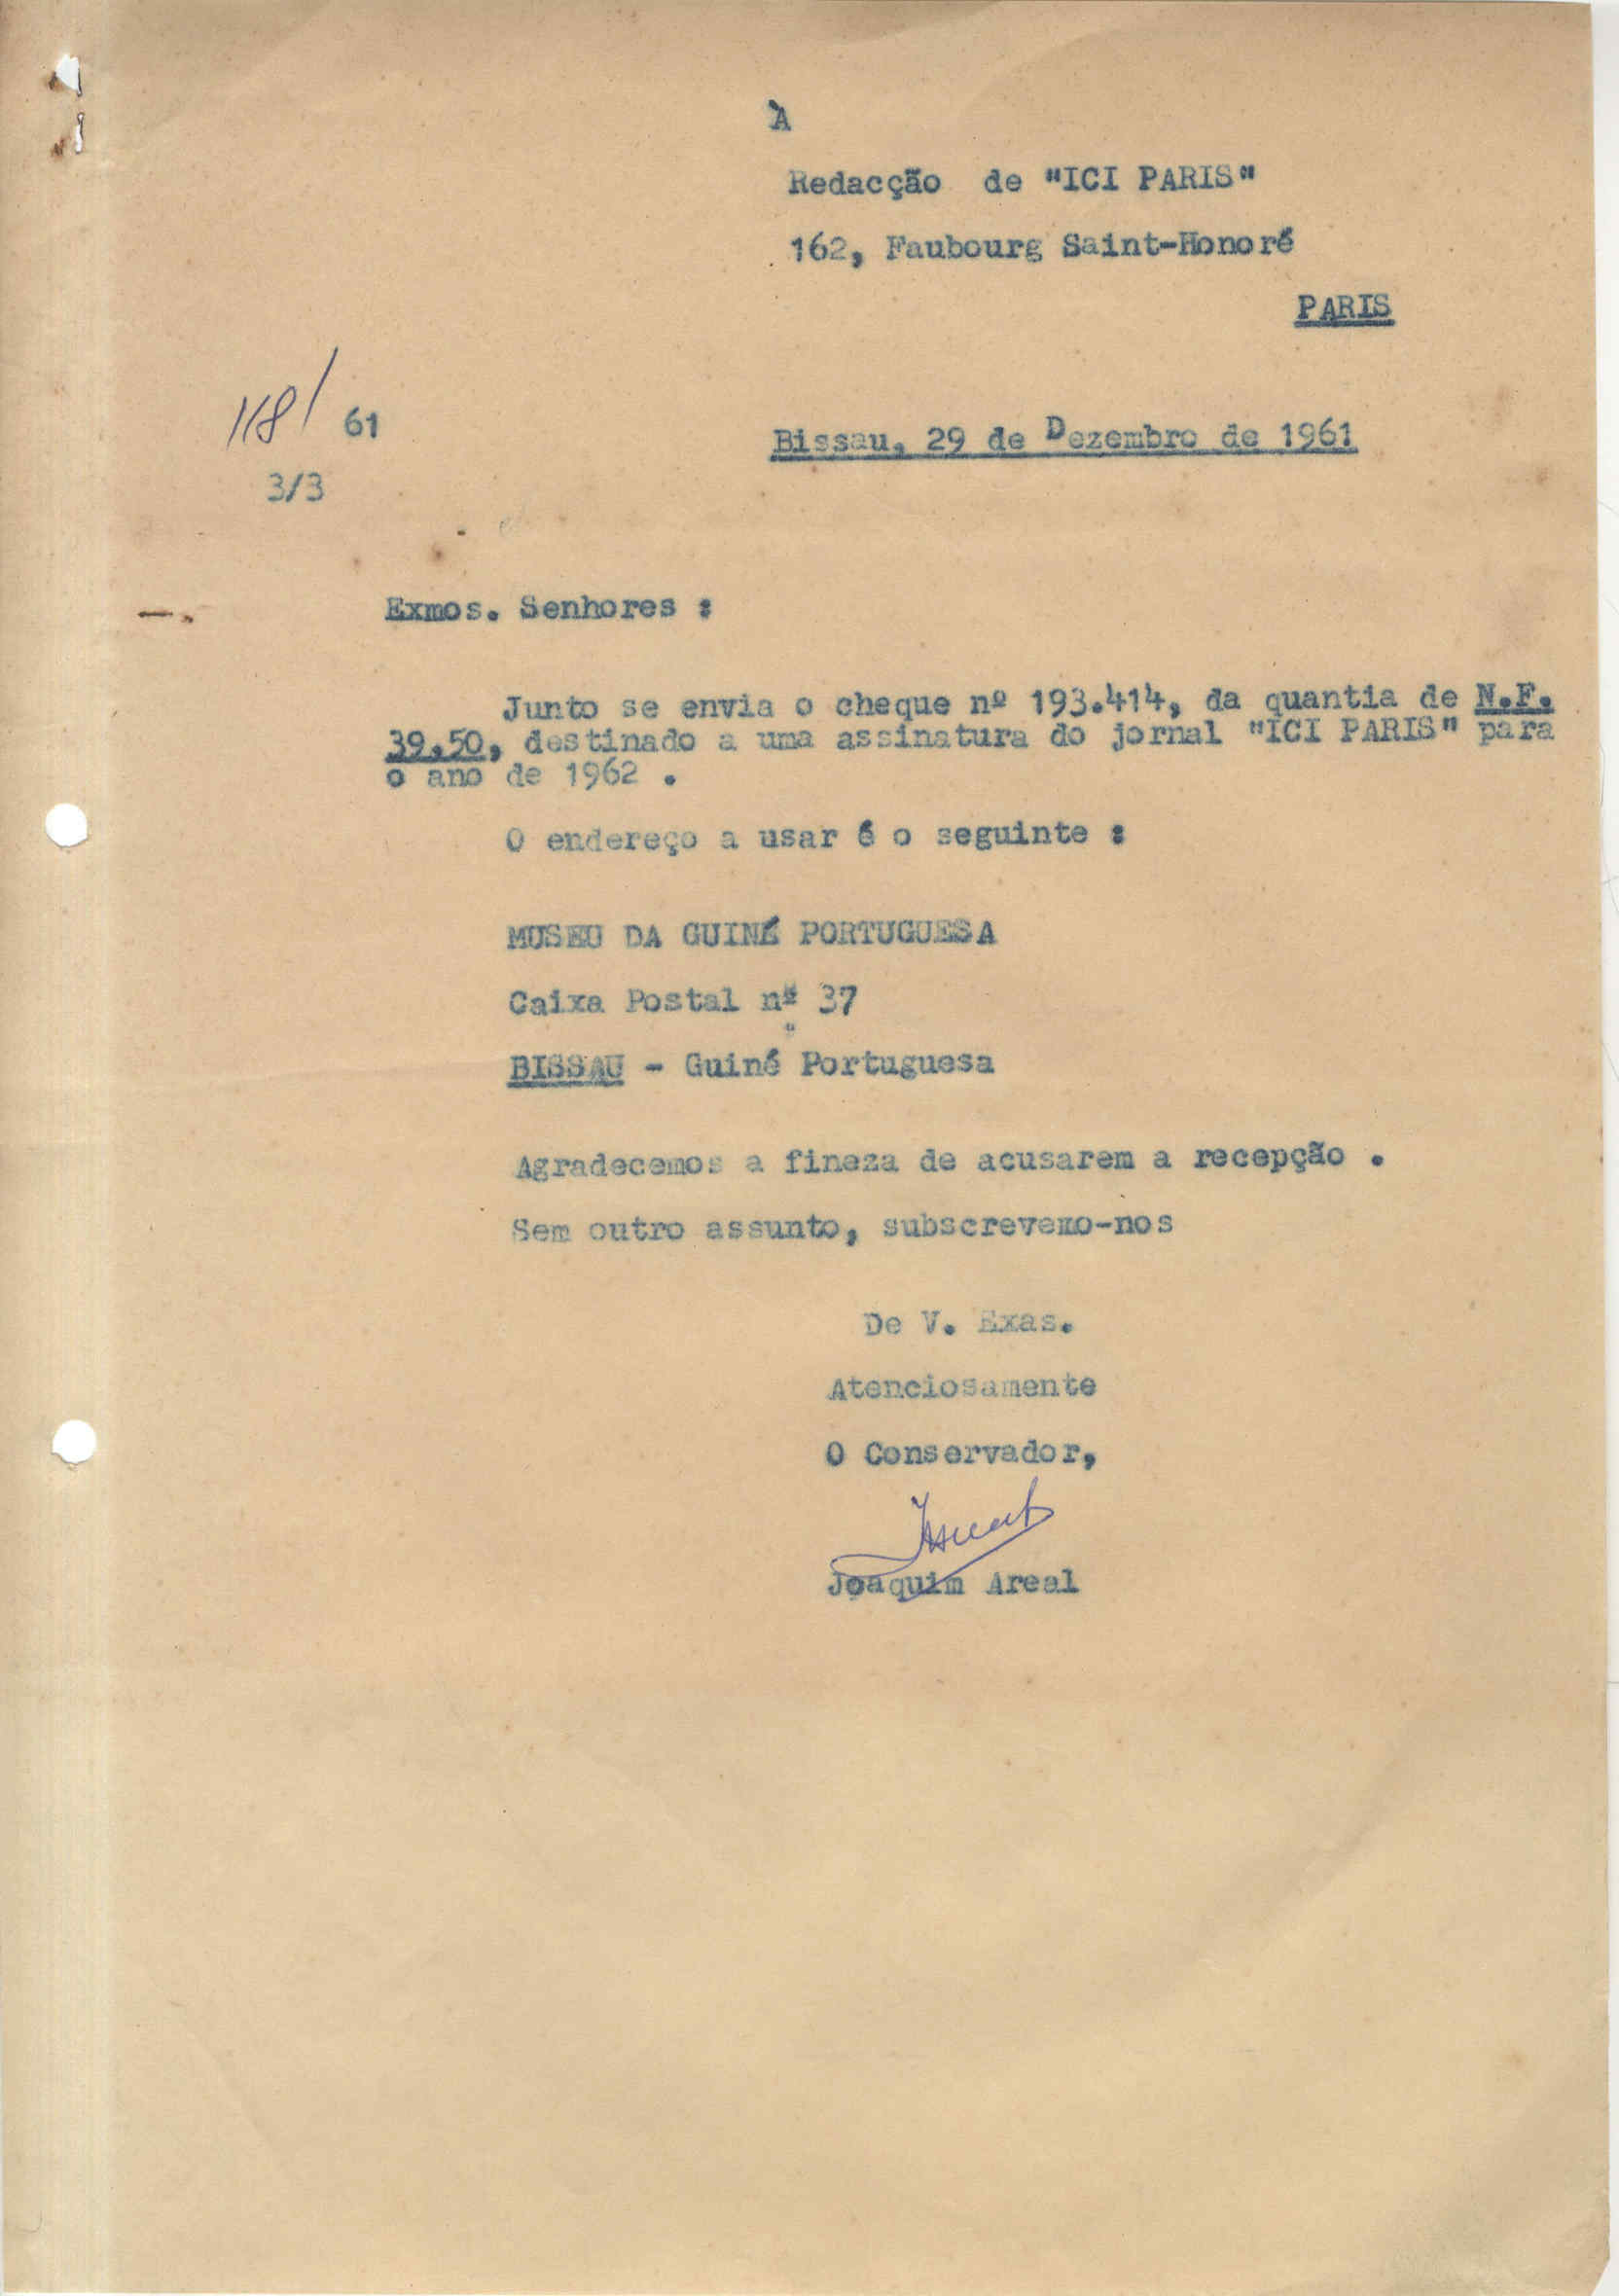 À
Redacção de "ICI PARIS"
162, Faubourg Saint-Honoré
PARIS
118/ 61
3/3
Bissau, 29 de Dezembro de 1961
Exmos. Senhores :
Junto se envia o cheque nº 193.414, da quantia de N.F.
39,50, destinado a uma assinatura do jornal "ICI PARIS" para
o ano de 1962 .
O endereço a usar é o seguinte :
MUSEU DA GUINÉ PORTUGUESA
Caixa Postal nº 37
BISSAU - Guiné Portuguesa
Agradecemos a fineza de acusarem a recepção .
Sem outro assunto, subscrevemo-nos
De V. Exas.
Atenciosamente
O Conservador,
Joaquim Areal